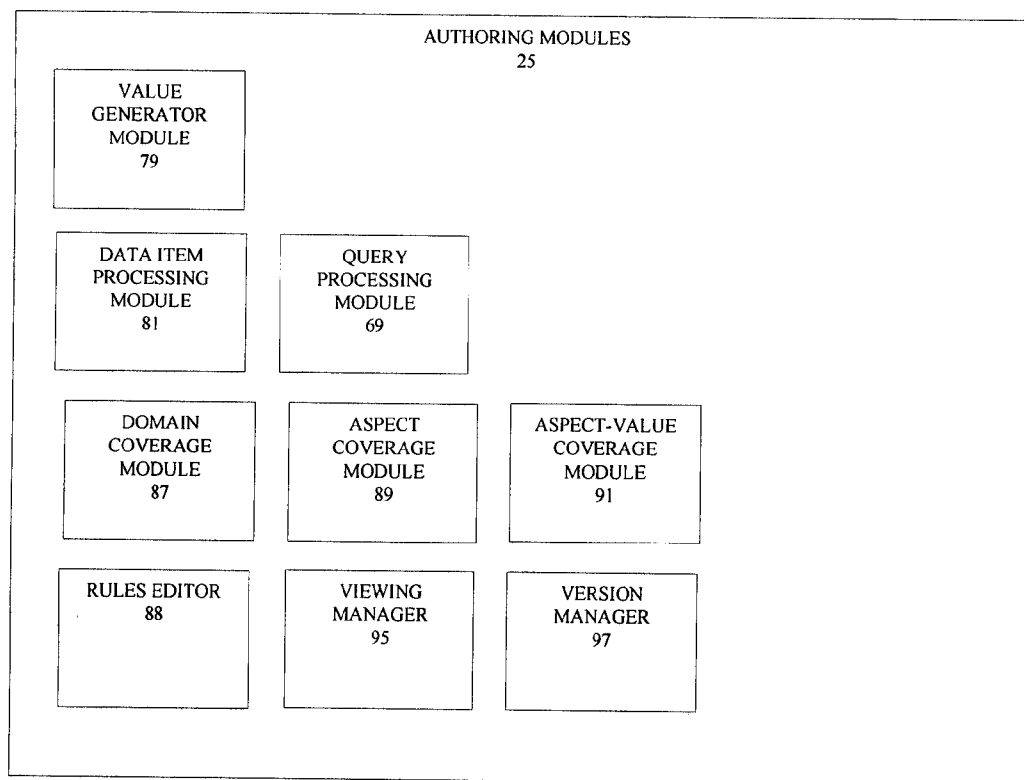 AUTHORING MODULES
25
VALUE
GENERATOR
MODULE
79
DATA ITEM
PROCESSING
MODULE
81
QUERY
PROCESSING
MODULE
69
DOMAIN
COVERAGE
MODULE
87
ASPECT
COVERAGE
MODULE
89
ASPECT-VALUE
COVERAGE
MODULE
91
RULES EDITOR
88
VIEWING
MANAGER
95
VERSION
MANAGER
97